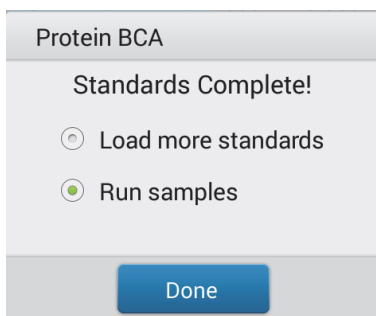 Protein BCA
Standards Complete!
Load more standards
Run samples
Done